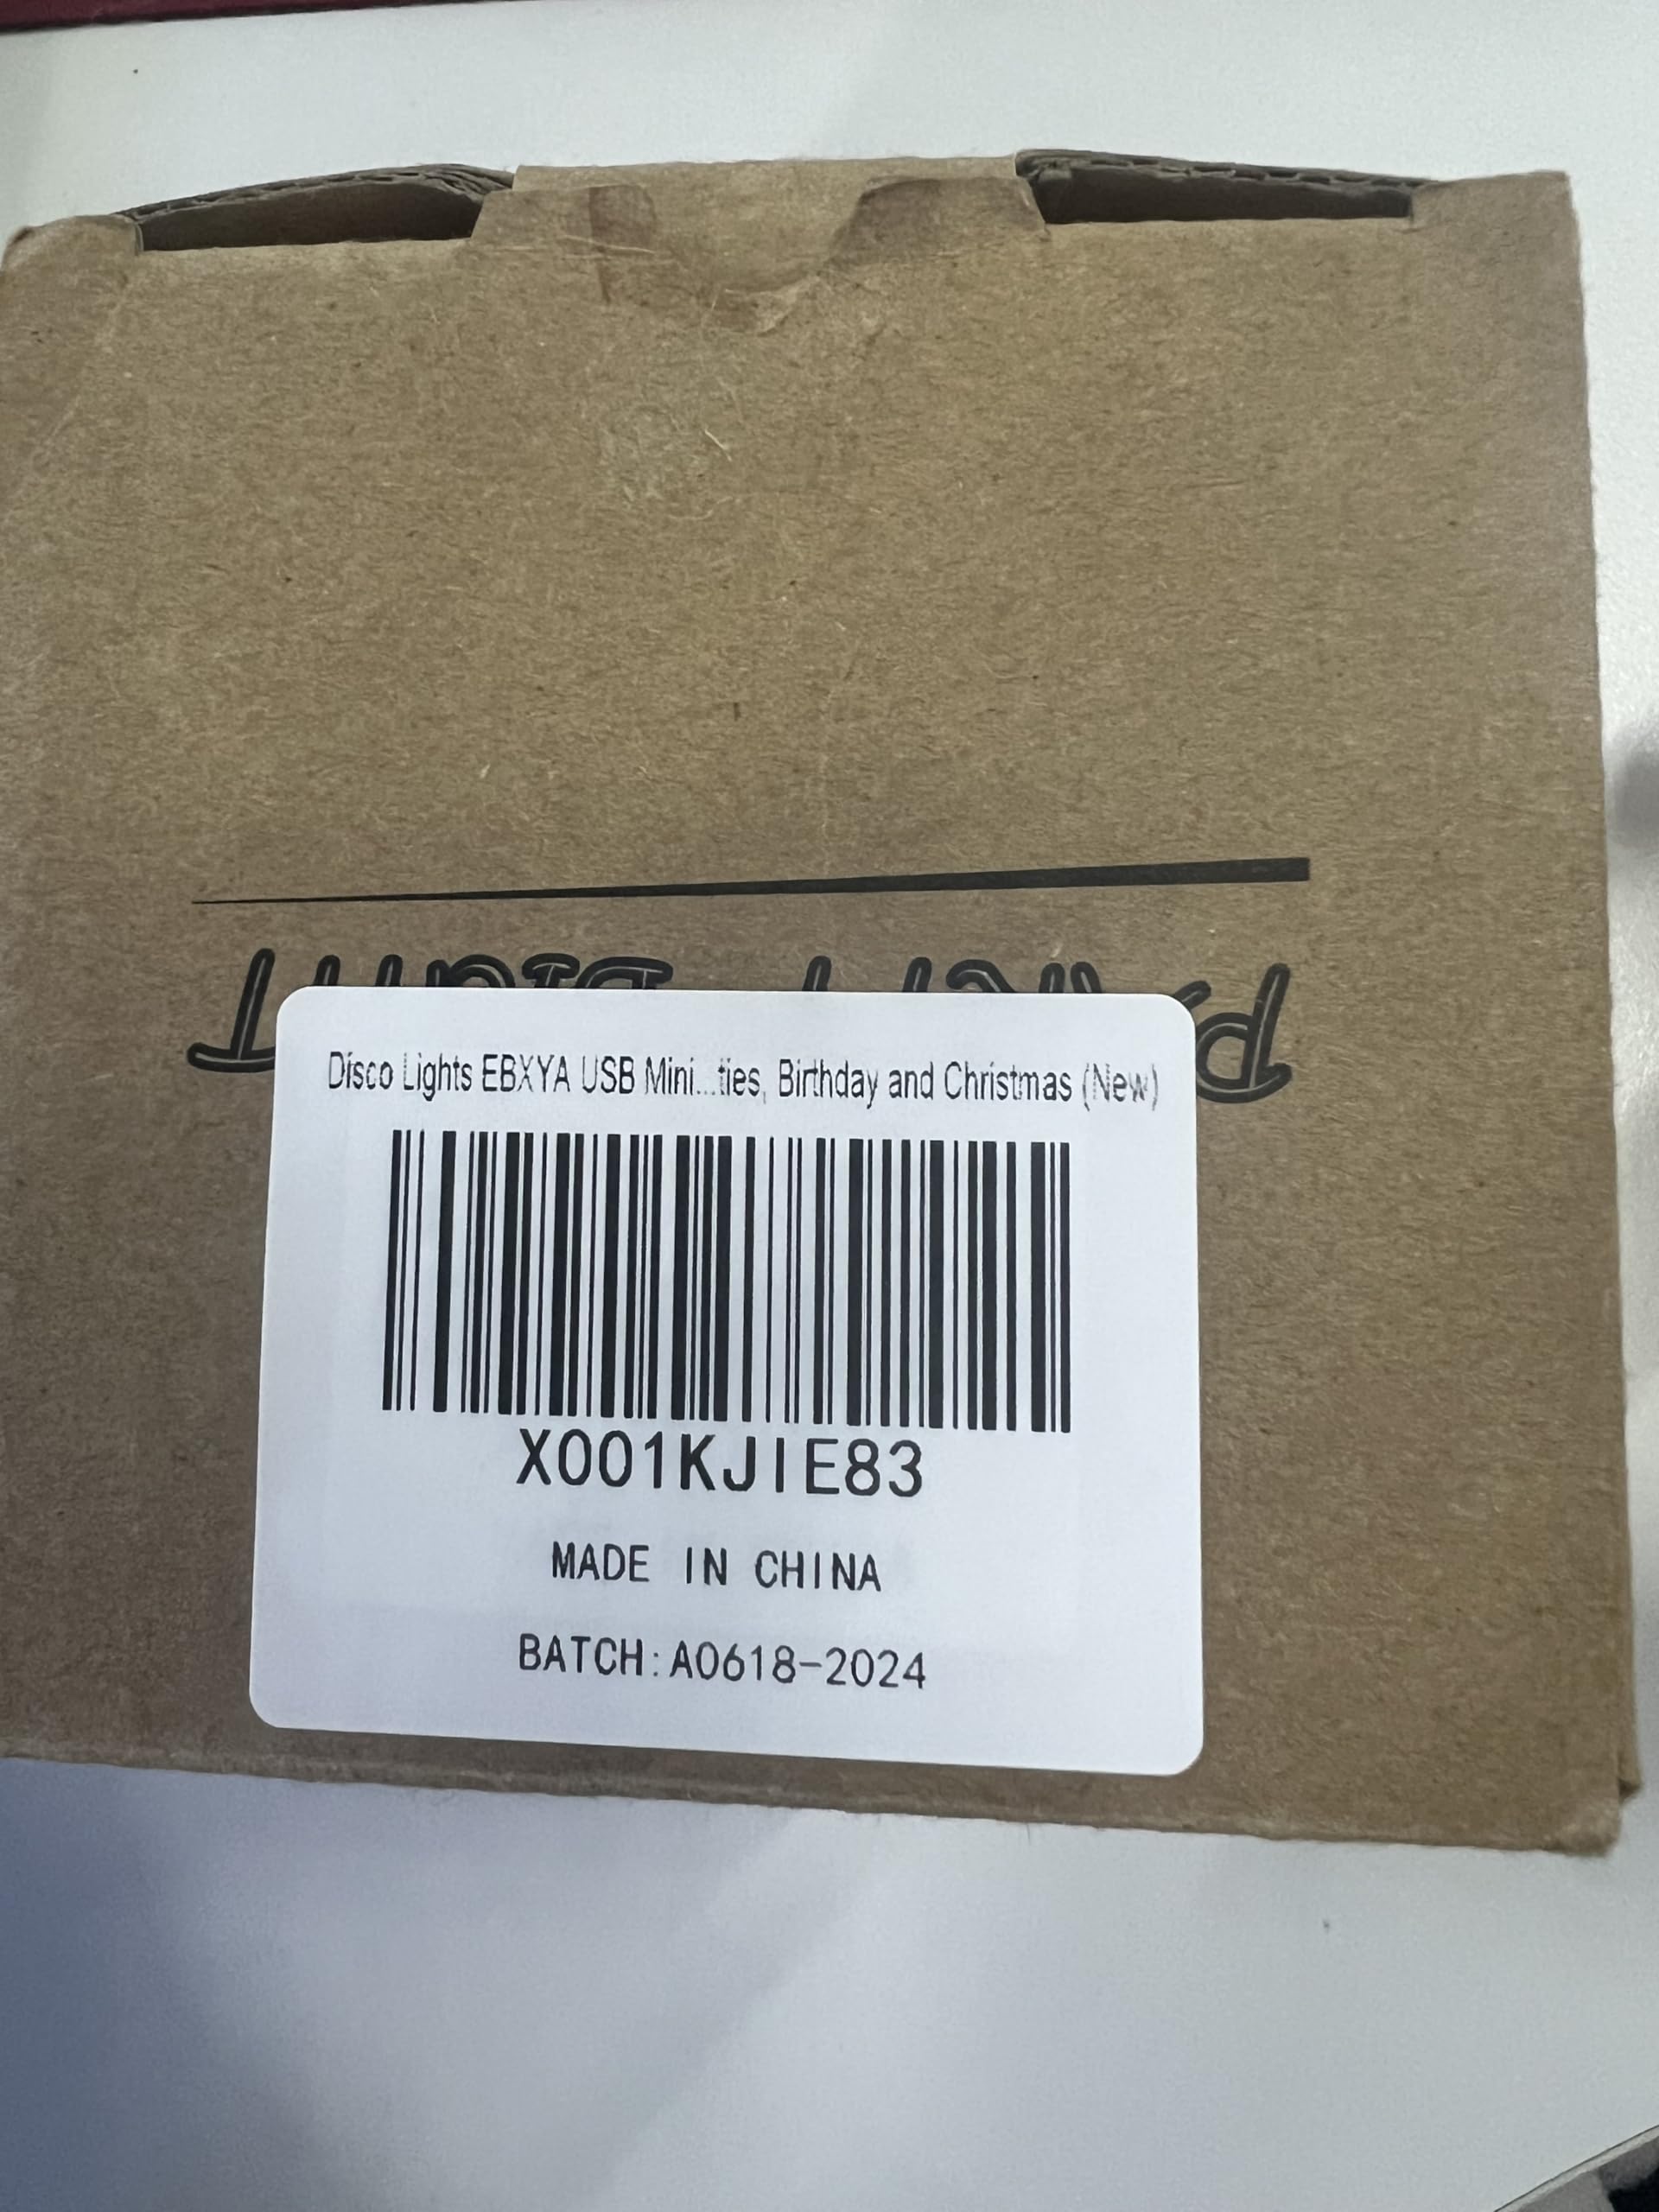 Disco Lights EBXYA USB Mini...ties, Birthday and Christmas (New)
X001KJIE83
MADE IN CHINA
BATCH:A0618-2024